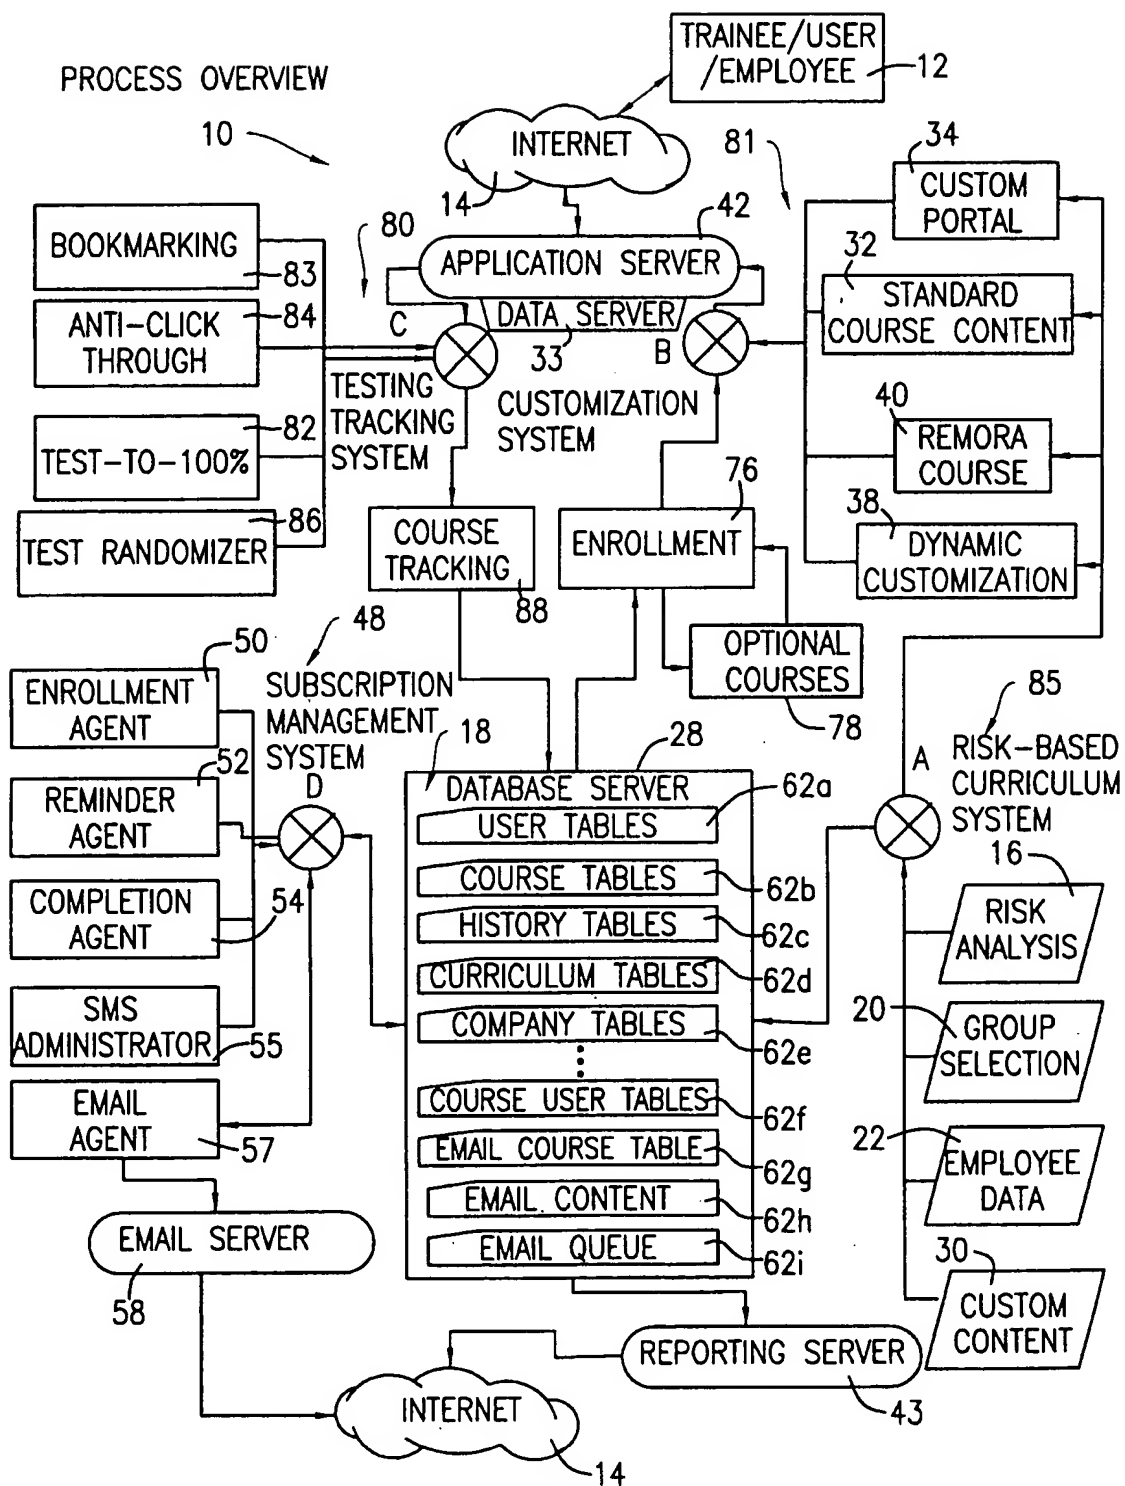 PROCESS OVERVIEW
10
TRAINEE/USER
/EMPLOYEE
12
INTERNET
14
42
APPLICATION SERVER
DATA SERVER
33
80
C
B
81
34
CUSTOM
PORTAL
32
STANDARD
COURSE CONTENT
40
REMORA
COURSE
38
DYNAMIC
CUSTOMIZATION
BOOKMARKING
83
ANTI-CLICK
THROUGH
84
82
TEST-TO-100%
86
TEST RANDOMIZER
TESTING
TRACKING
SYSTEM
CUSTOMIZATION
SYSTEM
COURSE
TRACKING
88
76
ENROLLMENT
OPTIONAL
COURSES
78
48
SUBSCRIPTION
MANAGEMENT
SYSTEM
D
50
ENROLLMENT
AGENT
52
REMINDER
AGENT
COMPLETION
AGENT
54
SMS
ADMINISTRATOR
55
EMAIL
AGENT
57
EMAIL SERVER
58
18
28
DATABASE SERVER
62a
USER TABLES
COURSE TABLES
62b
HISTORY TABLES
62c
CURRICULUM TABLES
62d
COMPANY TABLES
62e
COURSE USER TABLES
62f
EMAIL COURSE TABLE
62g
EMAIL CONTENT
62h
EMAIL QUEUE
62i
A
85
RISK-BASED
CURRICULUM
SYSTEM
16
RISK
ANALYSIS
20
GROUP
SELECTION
22
EMPLOYEE
DATA
30
CUSTOM
CONTENT
REPORTING SERVER
43
INTERNET
14